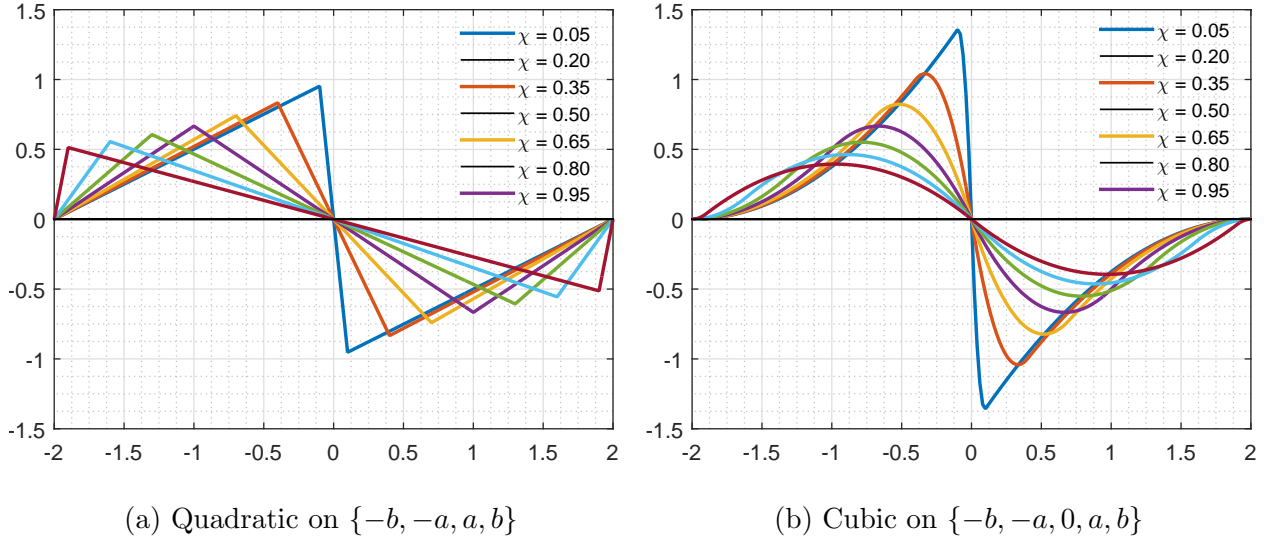 1.5
1
0.5
0
-0.5
-1
-1.5
-2 -1.5 -1 -0.5 0 0.5 1 1.5 2
χ = 0.05
χ = 0.20
χ = 0.35
χ = 0.50
χ = 0.65
χ = 0.80
χ = 0.95
(a) Quadratic on {−b, −a, a, b}
1.5
1
0.5
0
-0.5
-1
-1.5
-2 -1.5 -1 -0.5 0 0.5 1 1.5 2
χ = 0.05
χ = 0.20
χ = 0.35
χ = 0.50
χ = 0.65
χ = 0.80
χ = 0.95
(b) Cubic on {−b, −a, 0, a, b}